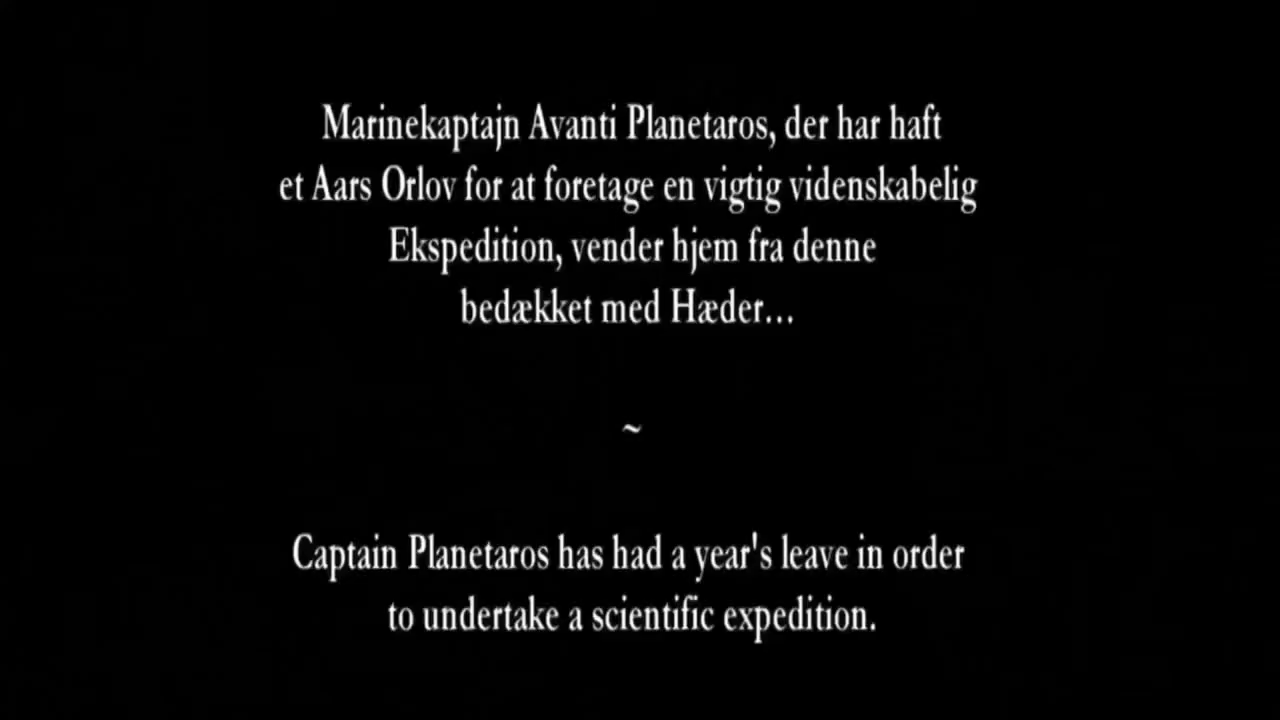 Marinekaptajn Avanti Planetaros, der har haft
et Aars Orlov for at foretage en vigtig videnskabelig
Ekspedition, vender hjem fra denne
bedækket med Hæder...
~
Captain Planetaros has had a year's leave in order
to undertake a scientific expedition.